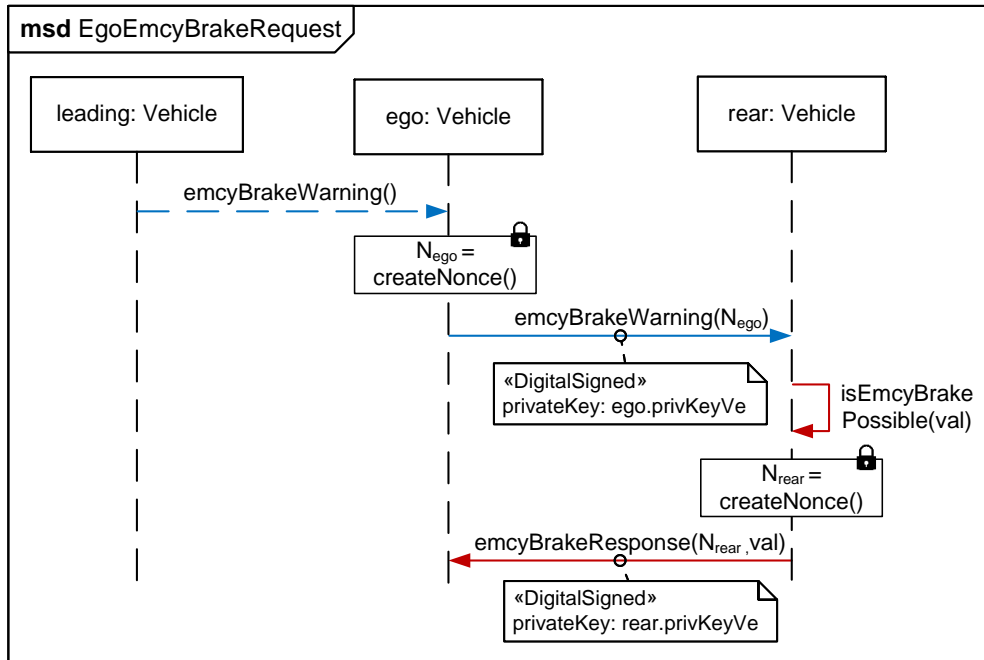 msd EgoEmcyBrakeRequest
leading: Vehicle
ego: Vehicle
rear: Vehicle
emcyBrakeWarning()
Nego =
createNonce()
emcyBrakeWarning(Nego)
«DigitalSigned»
privateKey: ego.privKeyVe
isEmcyBrake
Possible(val)
Nrear =
createNonce()
emcyBrakeResponse(Nrear ,val)
«DigitalSigned»
privateKey: rear.privKeyVe